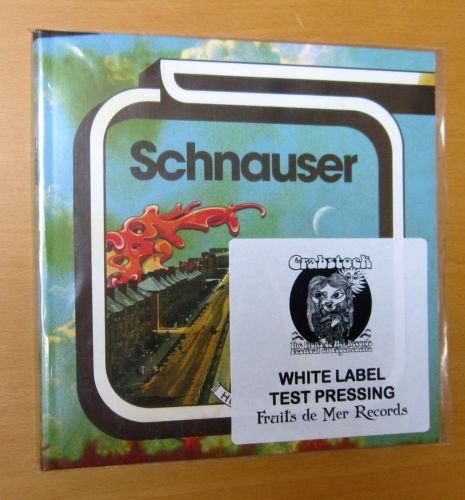 Schnauser
Crabstock
WHITE LABEL
TEST PRESSING
Fruits de Mer Records